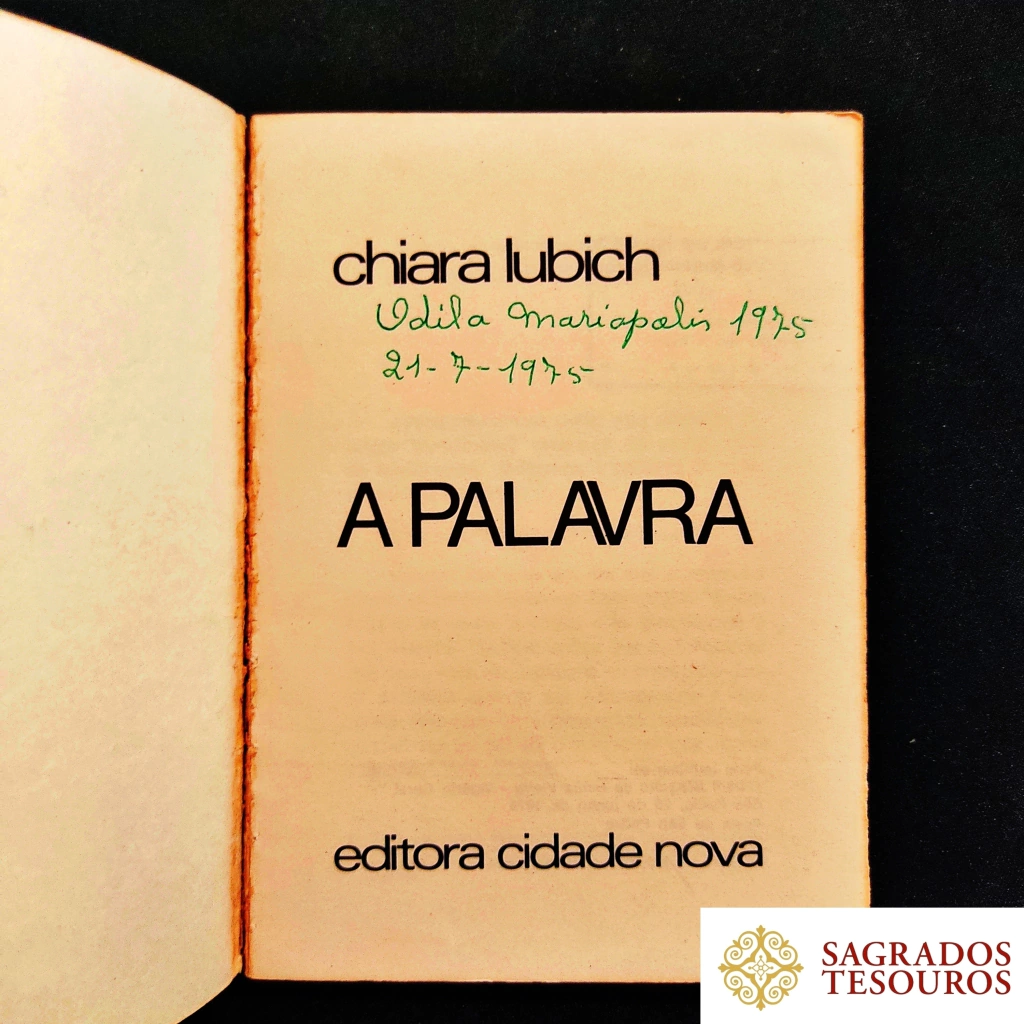 chiara lubich
Odila Mariapolis 1975
21-7-1975
A PALAVRA
editora cidade nova
SAGRADOS
TESOUROS